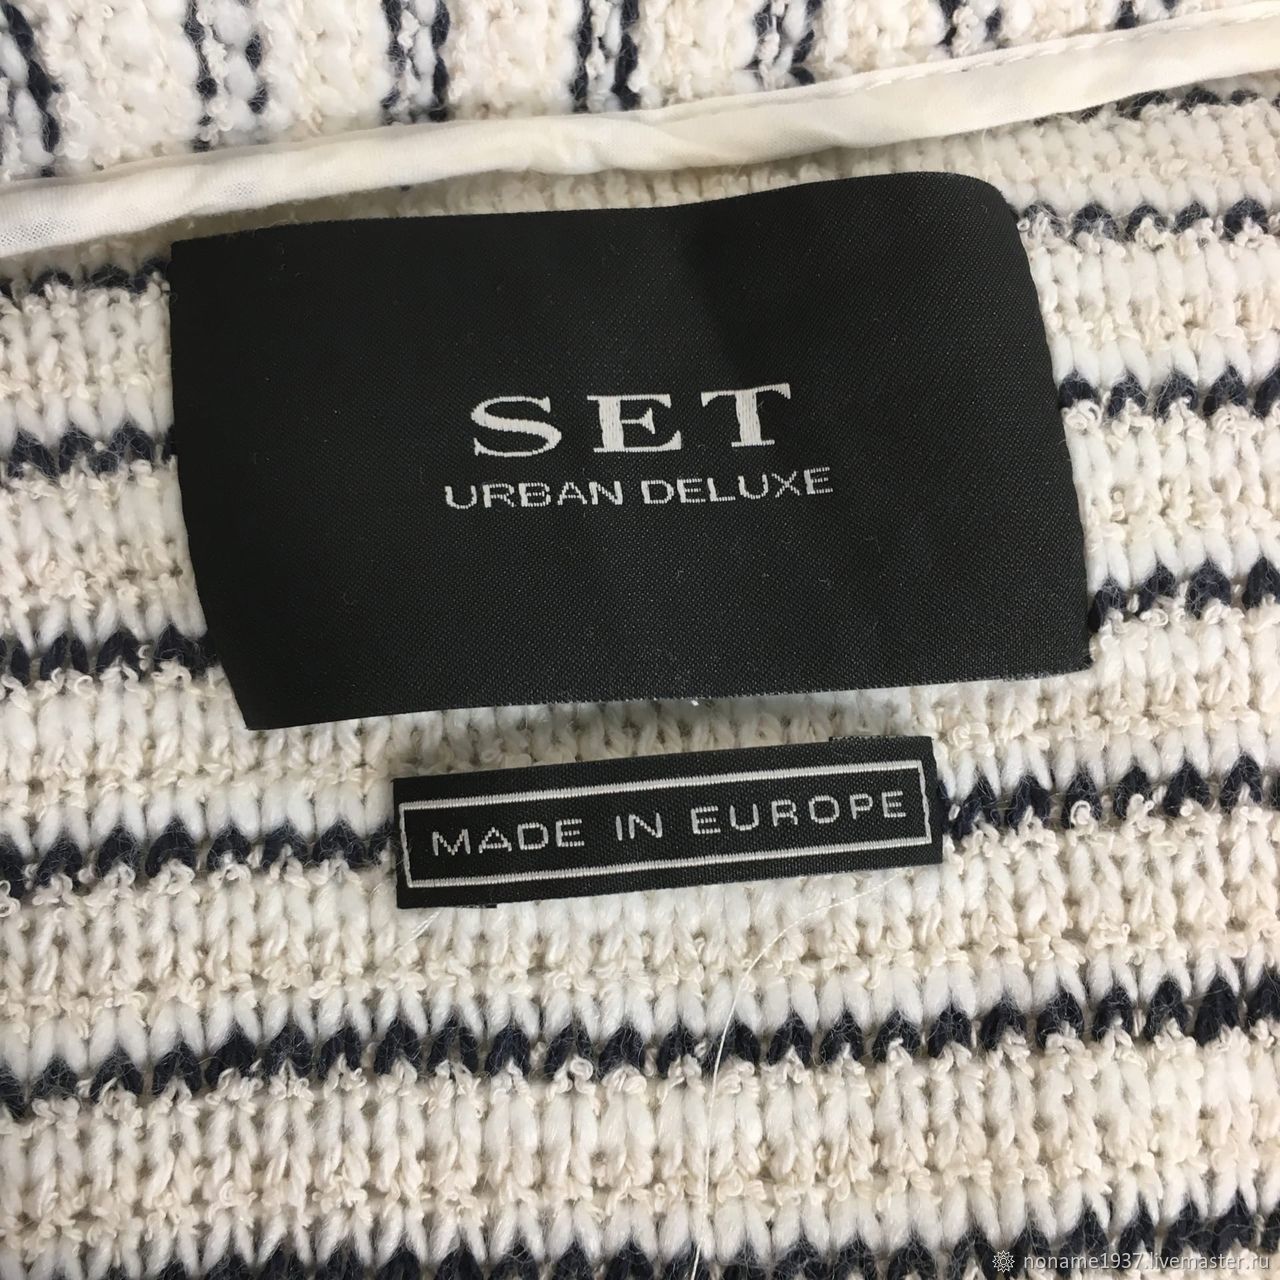 SET
URBAN DELUXE
MADE IN EUROPE
noname1937.livemaster.ru